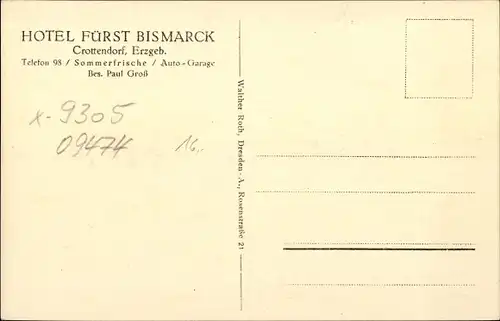 HOTEL FÜRST BISMARCK
Crottendorf, Erzgeb.
Telefon 98 / Sommerfrische / Auto-Garage
Bes. Paul Groß
x-9305
09474
16,-
Walther Roth, Dresden-A., Rosenstraße 21